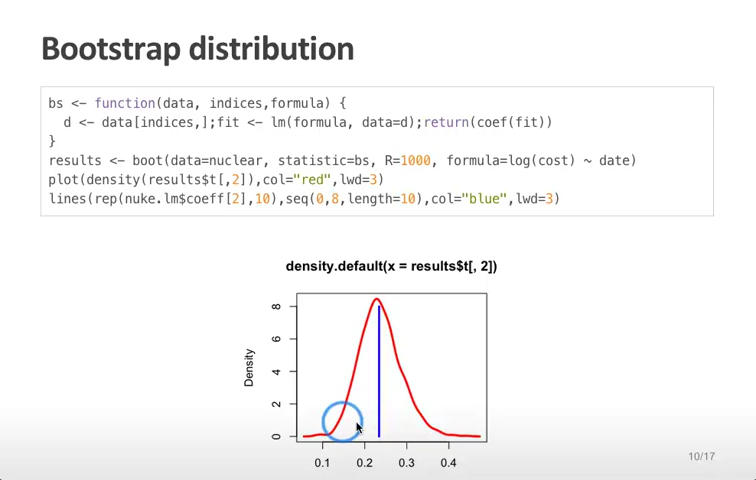 Bootstrap distribution
bs <- function(data, indices,formula) {
  d <- data[indices,];fit <- lm(formula, data=d);return(coef(fit))
}
results <- boot(data=nuclear, statistic=bs, R=1000, formula=log(cost) ~ date)
plot(density(results$t[,2]),col="red",lwd=3)
lines(rep(nuke.lm$coeff[2],10),seq(0,8,length=10),col="blue",lwd=3)
density.default(x = results$t[, 2])
Density
8
6
4
2
0
0.1 0.2 0.3 0.4
10/17